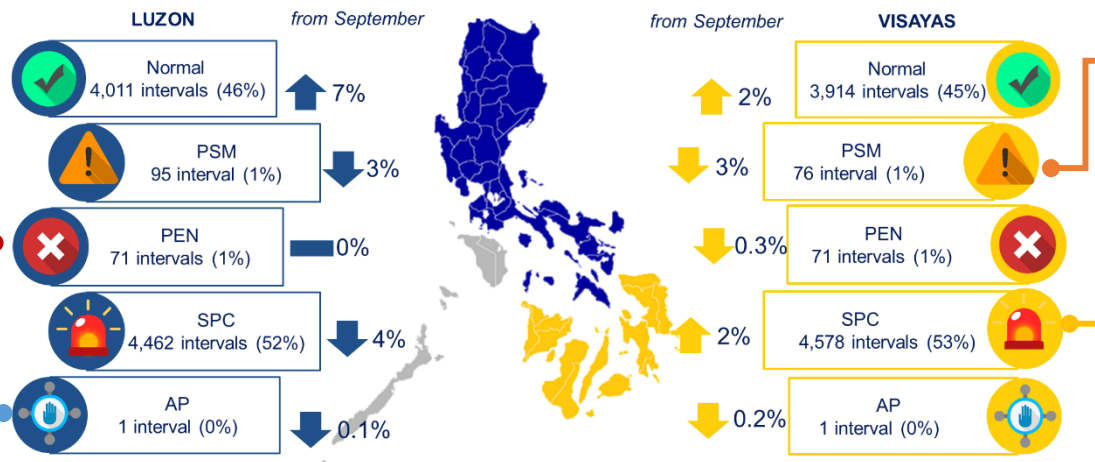 LUZON
from September
Normal
4,011 intervals (46%)
7%
PSM
95 interval (1%)
3%
PEN
71 intervals (1%)
0%
SPC
4,462 intervals (52%)
4%
AP
1 interval (0%)
0.1%
from September
VISAYAS
2%
Normal
3,914 intervals (45%)
3%
PSM
76 interval (1%)
0.3%
PEN
71 intervals (1%)
2%
SPC
4,578 intervals (53%)
0.2%
AP
1 interval (0%)